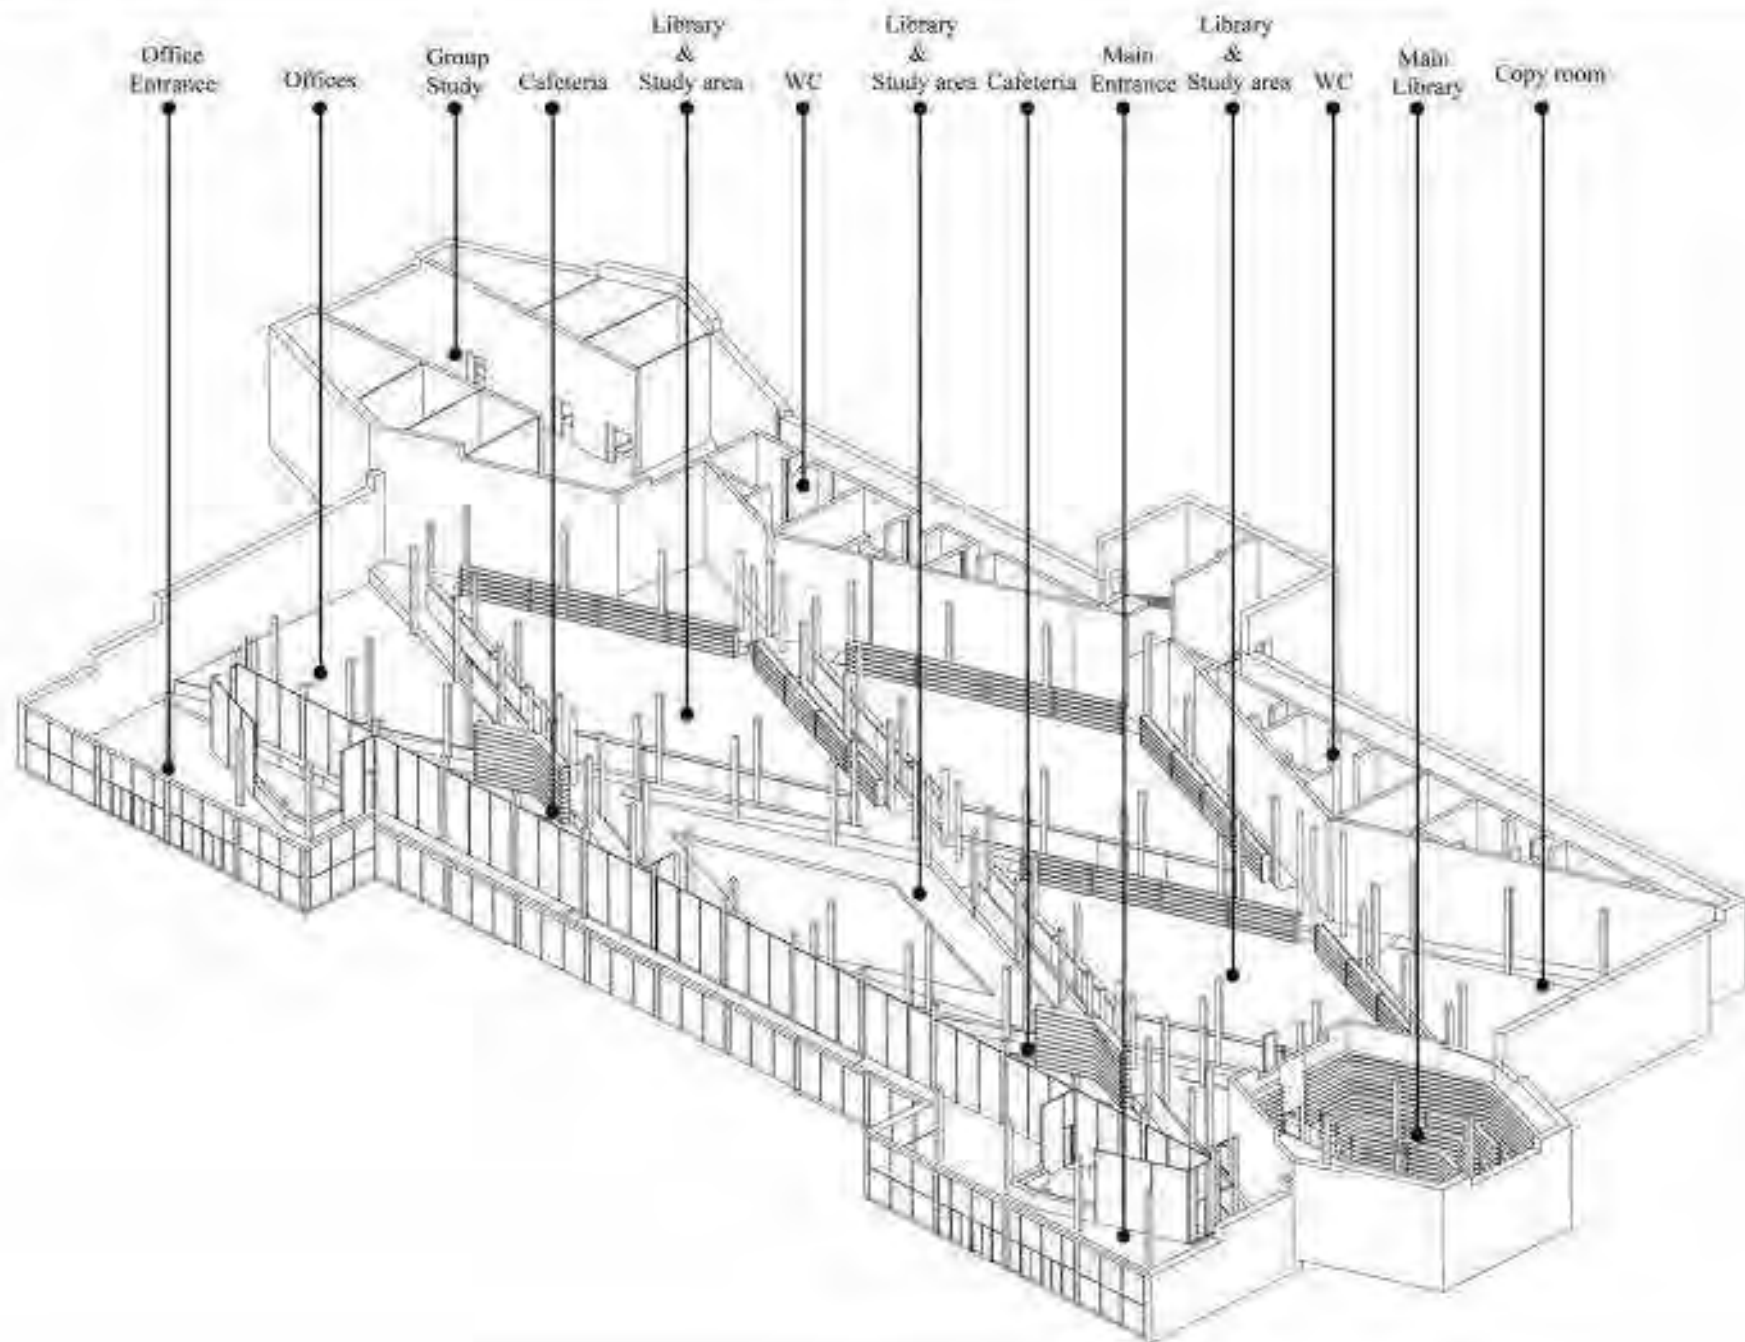 Office
Entrance
Offices
Group
Study
Cafeteria
Library
&
Study area
WC
Library
&
Study area
Cafeteria
Main
Entrance
Library
&
Study area
WC
Main
Library
Copy room